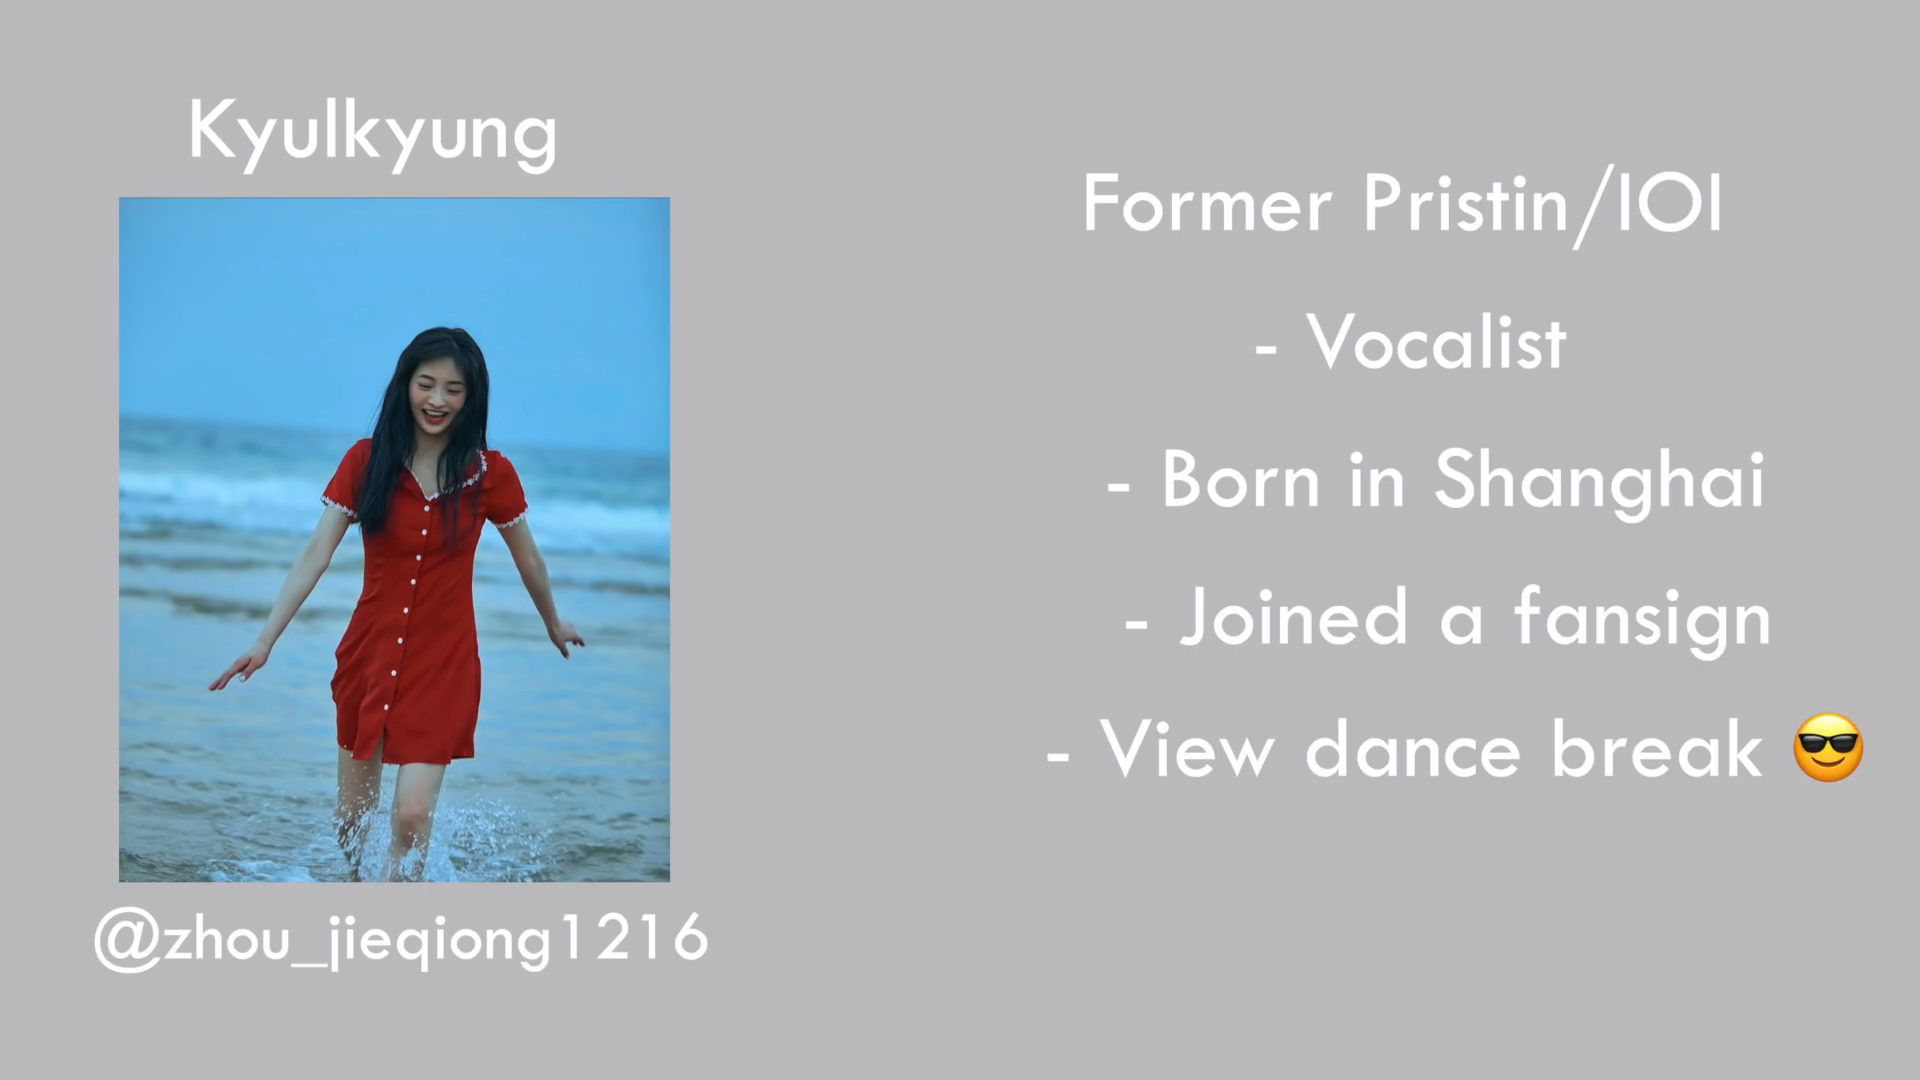 Kyulkyung
@zhou_jieqiong1216
Former Pristin/IOI
- Vocalist
- Born in Shanghai
- Joined a fansign
- View dance break 😎